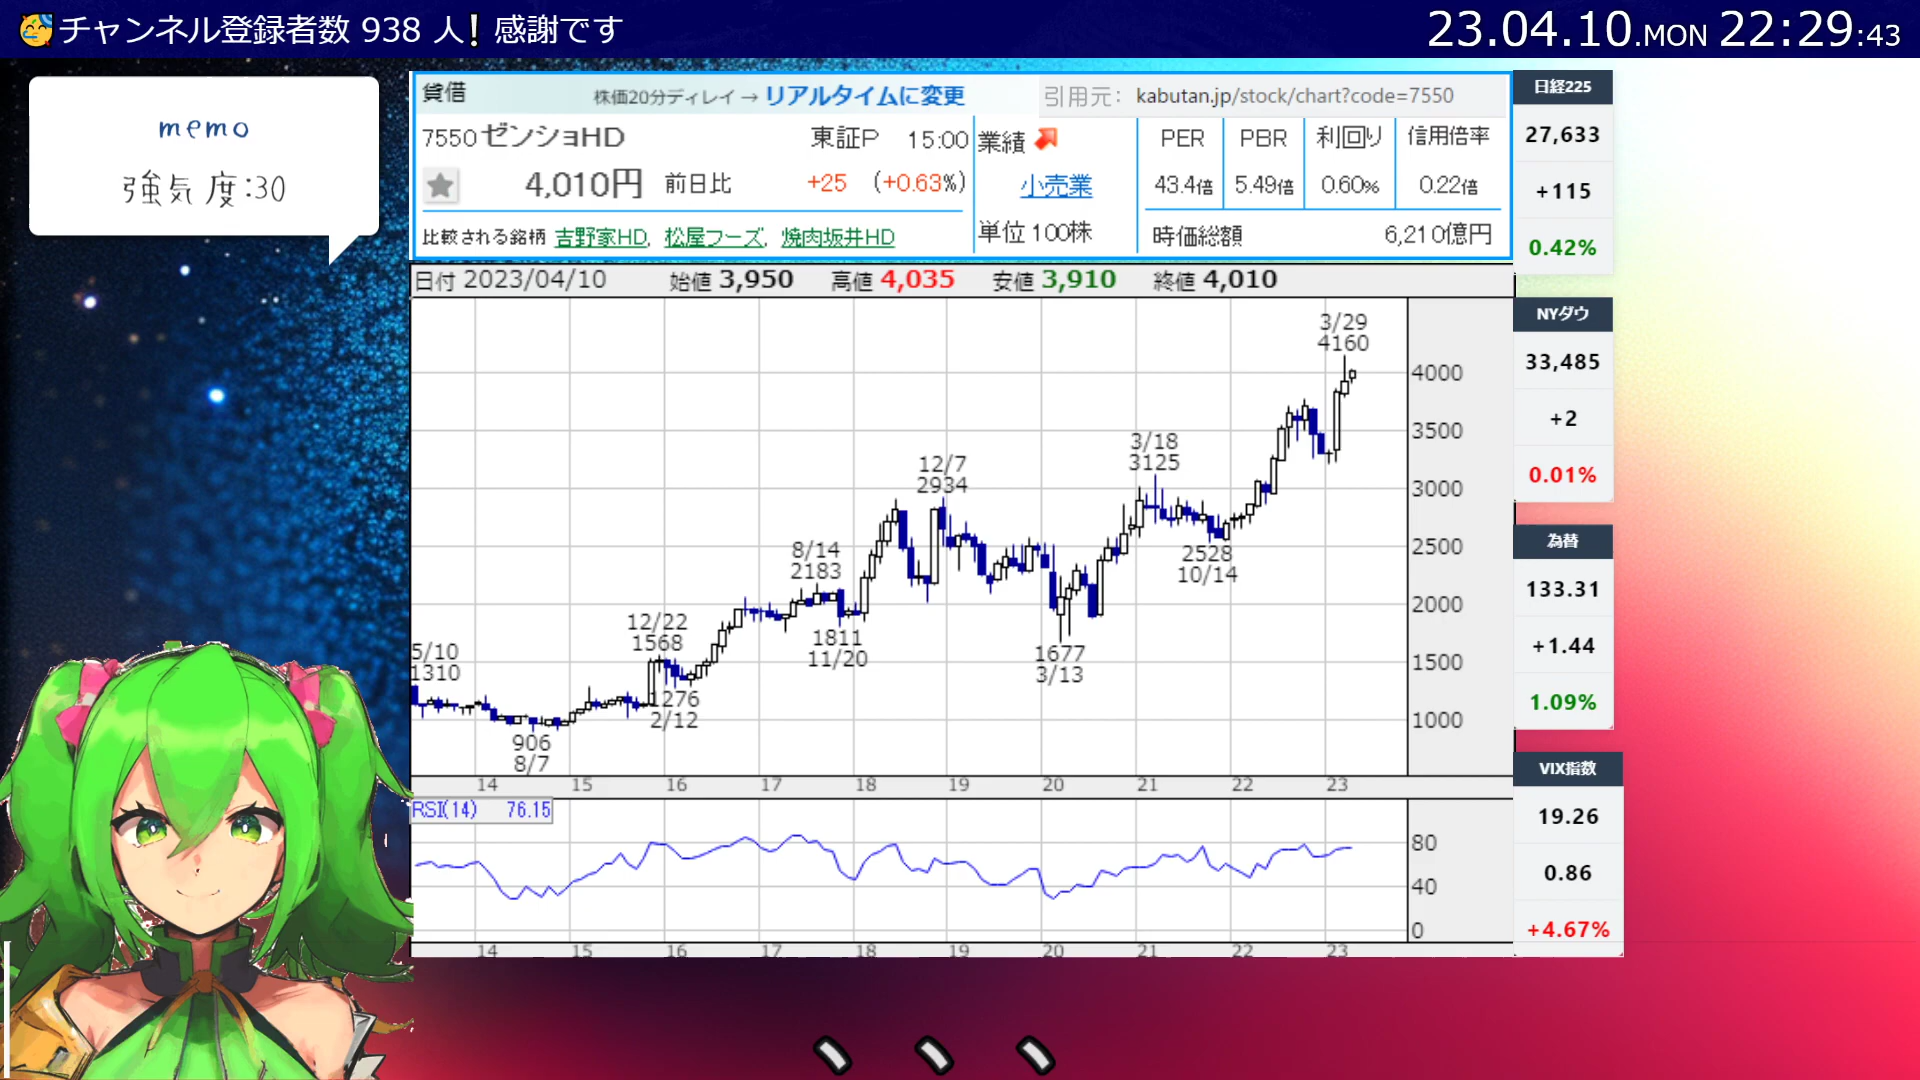 チャンネル登録者数 938 人! 感謝です
23.04.10.MON 22:29:43
memo
強気度:30
貸借
株価20分ディレイ → リアルタイムに変更
引用元: kabutan.jp/stock/chart?code=7550
7550 ゼンショHD 東証P 15:00
4,010円 前日比 +25 (+0.63%)
比較される銘柄 吉野家HD, 松屋フーズ, 焼肉坂井HD
業績
小売業
単位 100株
PER PBR 利回り 信用倍率
43.4倍 5.49倍 0.60% 0.22倍
時価総額 6,210億円
日付 2023/04/10 始値 3,950 高値 4,035 安値 3,910 終値 4,010
3/29
4160
3/18
3125
12/7
2934
8/14
2183
12/22
1568
5/10
1310
2528
10/14
1811
11/20
1677
3/13
1276
2/12
906
8/7
4000
3500
3000
2500
2000
1500
1000
14 15 16 17 18 19 20 21 22 23
RSI(14) 76.15
80
40
0
14 15 16 17 18 19 20 21 22 23
日経225
27,633
+115
0.42%
NYダウ
33,485
+2
0.01%
為替
133.31
+1.44
1.09%
VIX指数
19.26
0.86
+4.67%